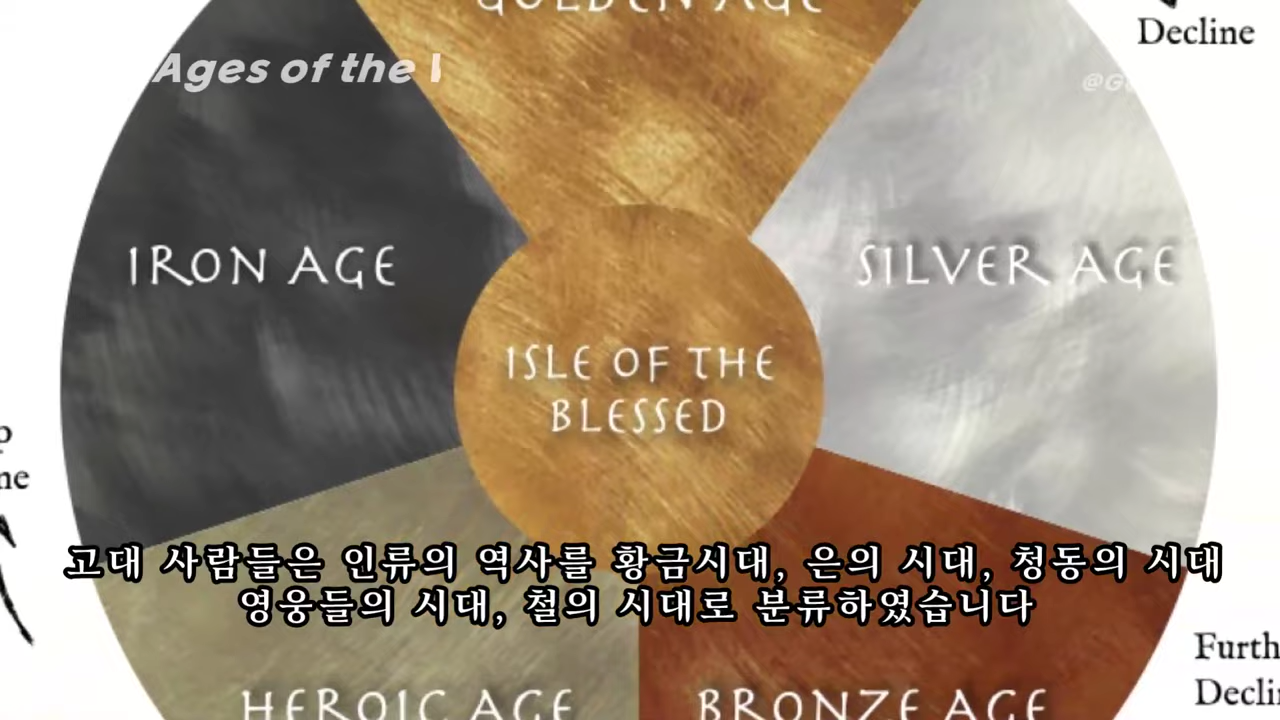 GOLDEN AGE
Decline
Ages of the
IRON AGE
SILVER AGE
ISLE OF THE
BLESSED
고대 사람들은 인류의 역사를 황금시대, 은의 시대, 청동의 시대
영웅들의 시대, 철의 시대로 분류하였습니다
HEROIC AGE
BRONZE AGE